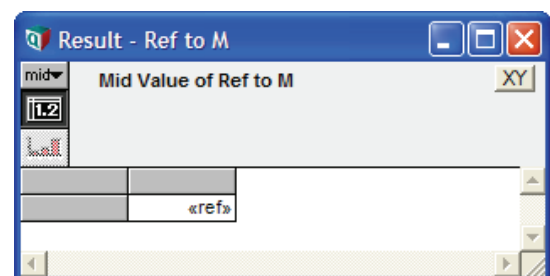 Result - Ref to M
mid
Mid Value of Ref to M
XY
1.2
«ref»